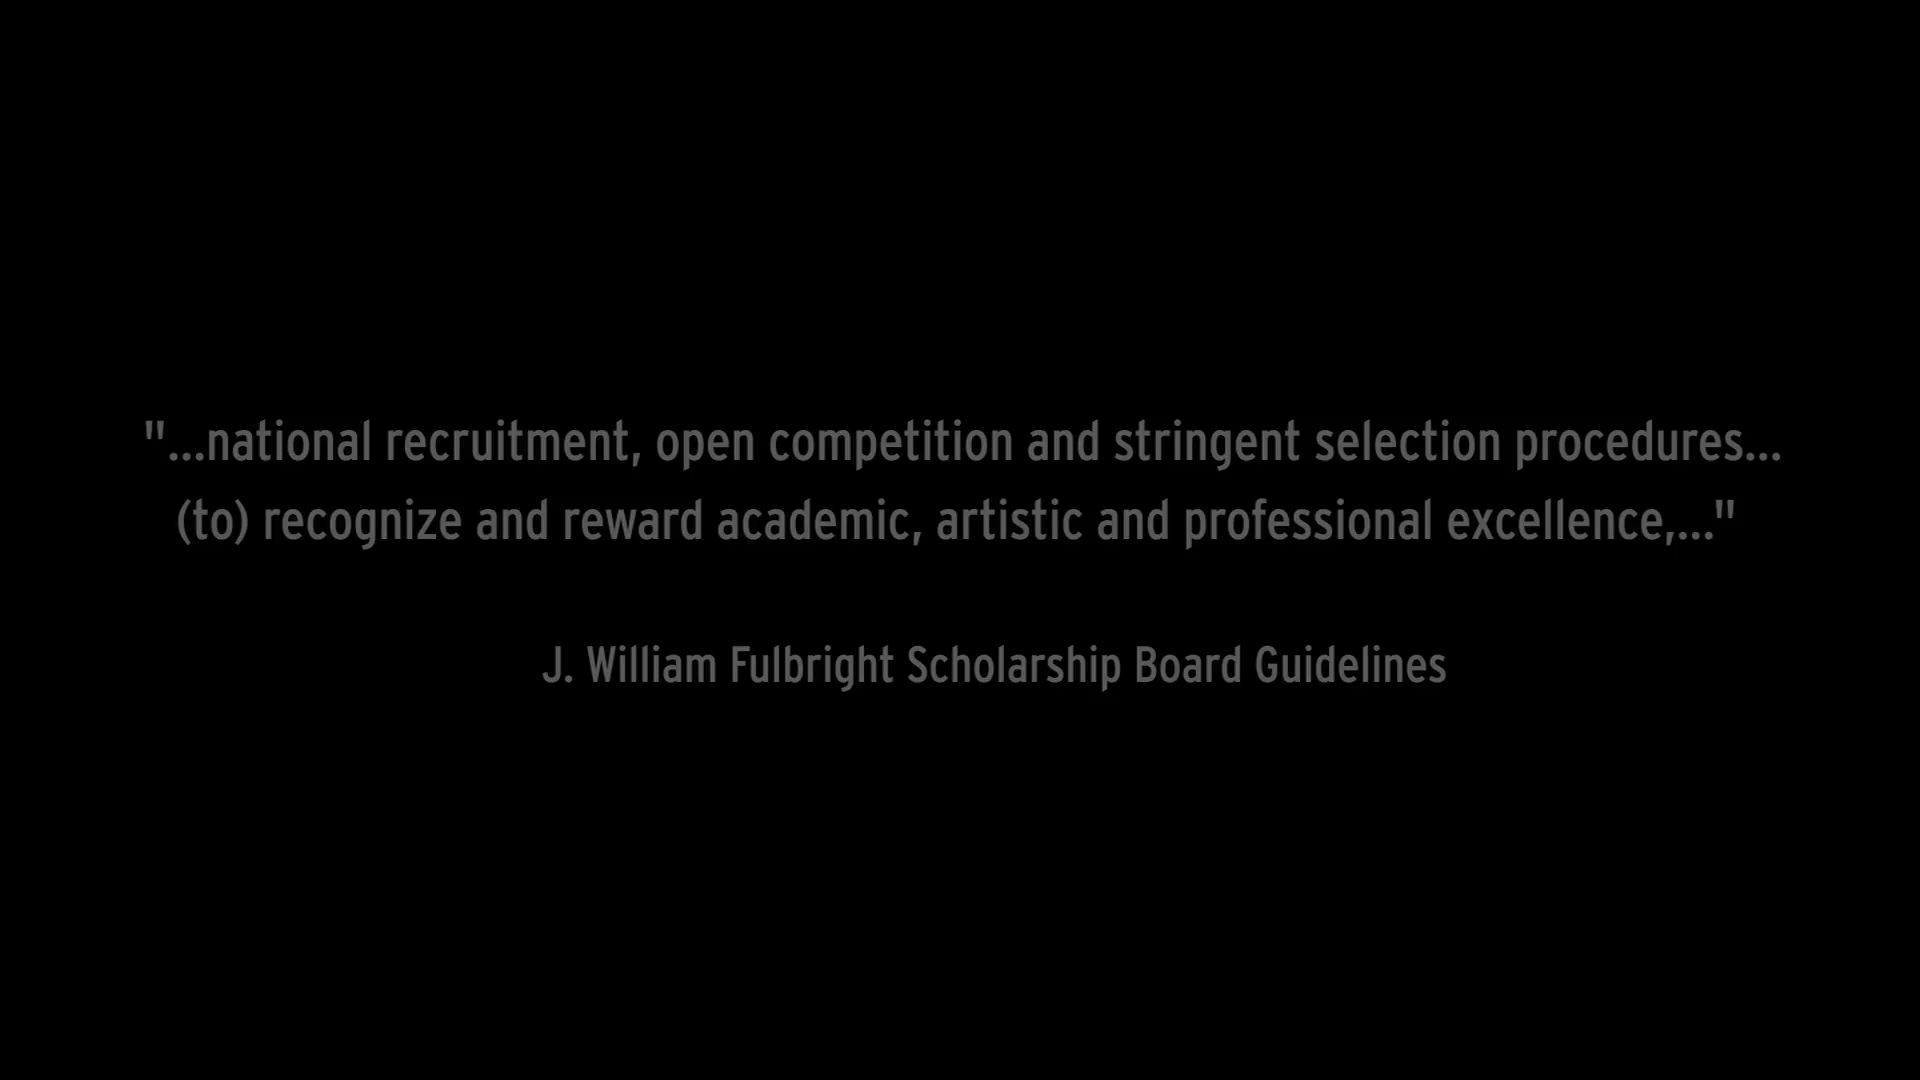 "...national recruitment, open competition and stringent selection procedures...
(to) recognize and reward academic, artistic and professional excellence,..."
J. William Fulbright Scholarship Board Guidelines